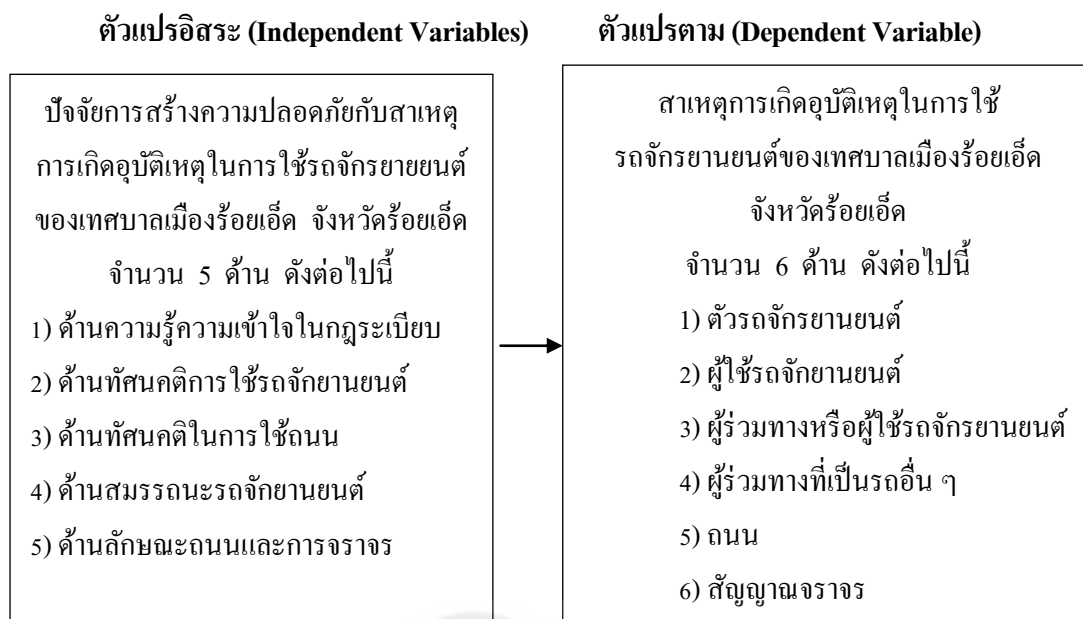 ตัวแปรอิสระ (Independent Variables)
ตัวแปรตาม (Dependent Variable)
ปัจจัยการสร้างความปลอดภัยกับสาเหตุ
การเกิดอุบัติเหตุในการใช้รถจักรยายยนต์
ของเทศบาลเมืองร้อยเอ็ด จังหวัดร้อยเอ็ด
จำนวน 5 ด้าน ดังต่อไปนี้
1) ด้านความรู้ความเข้าใจในกฎระเบียบ
2) ด้านทัศนคติการใช้รถจักยานยนต์
3) ด้านทัศนคติในการใช้ถนน
4) ด้านสมรรถนะรถจักยานยนต์
5) ด้านลักษณะถนนและการจราจร
สาเหตุการเกิดอุบัติเหตุในการใช้
รถจักรยานยนต์ของเทศบาลเมืองร้อยเอ็ด
จังหวัดร้อยเอ็ด
จำนวน 6 ด้าน ดังต่อไปนี้
1) ตัวรถจักรยานยนต์
2) ผู้ใช้รถจักยานยนต์
3) ผู้ร่วมทางหรือผู้ใช้รถจักรยานยนต์
4) ผู้ร่วมทางที่เป็นรถอื่น ๆ
5) ถนน
6) สัญญาณจราจร